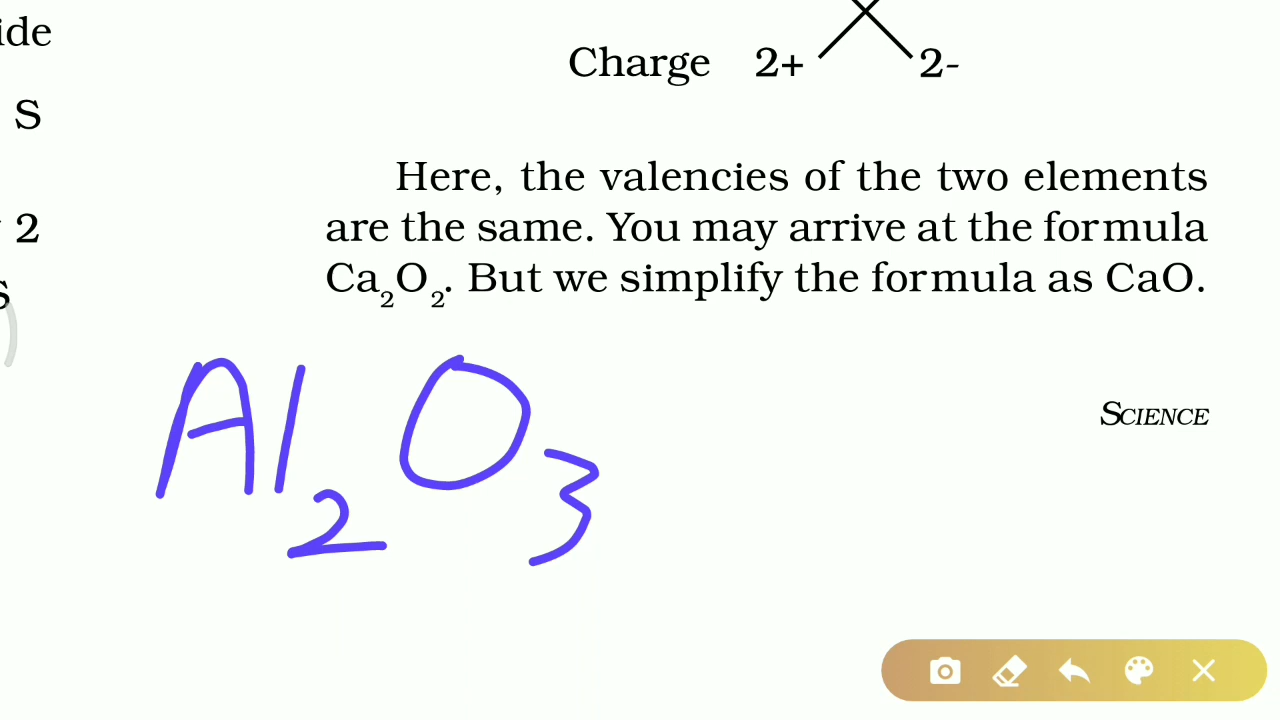 ide
Charge 2+ 2-
S
Here, the valencies of the two elements
2
are the same. You may arrive at the formula
Ca₂O₂. But we simplify the formula as CaO.
s
Al₂O₃
SCIENCE